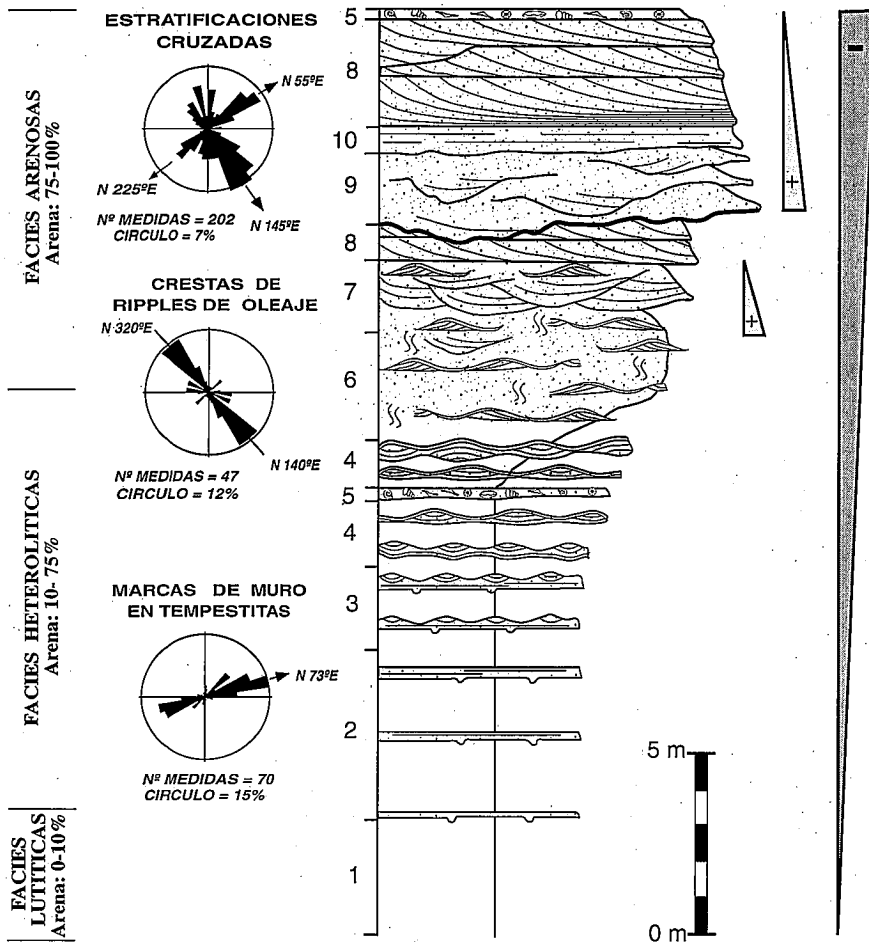 FACIES ARENOSAS
Arena: 75-100%
FACIES HETEROLITICAS
Arena: 10- 75%
FACIES
LUTITICAS
Arena: 0-10%
ESTRATIFICACIONES
CRUZADAS
N 55ºE
N 225ºE
N 145ºE
Nº MEDIDAS = 202
CIRCULO = 7%
CRESTAS DE
RIPPLES DE OLEAJE
N 320ºE
N 140ºE
Nº MEDIDAS = 47
CIRCULO = 12%
MARCAS DE MURO
EN TEMPESTITAS
N 73ºE
Nº MEDIDAS = 70
CIRCULO = 15%
5
8
10
9
8
7
6
4
5
4
3
2
1
5 m
0 m
+
+
-